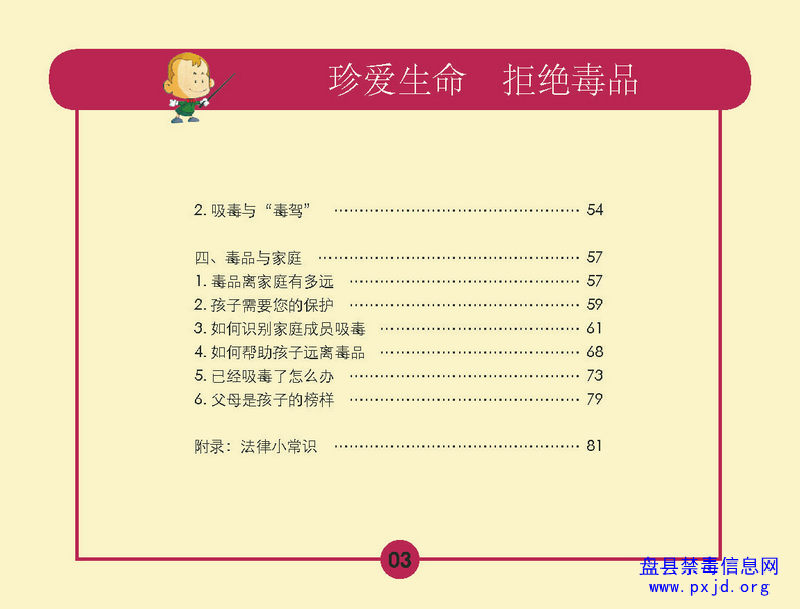 珍爱生命 拒绝毒品
2. 吸毒与“毒驾” ………………………………………… 54
四、毒品与家庭 ………………………………………… 57
1. 毒品离家庭有多远 ………………………………………… 57
2. 孩子需要您的保护 ………………………………………… 59
3. 如何识别家庭成员吸毒 ………………………………………… 61
4. 如何帮助孩子远离毒品 ………………………………………… 68
5. 已经吸毒了怎么办 ………………………………………… 73
6. 父母是孩子的榜样 ………………………………………… 79
附录：法律小常识 ………………………………………… 81
03
盘县禁毒信息网
www.pxjd.org